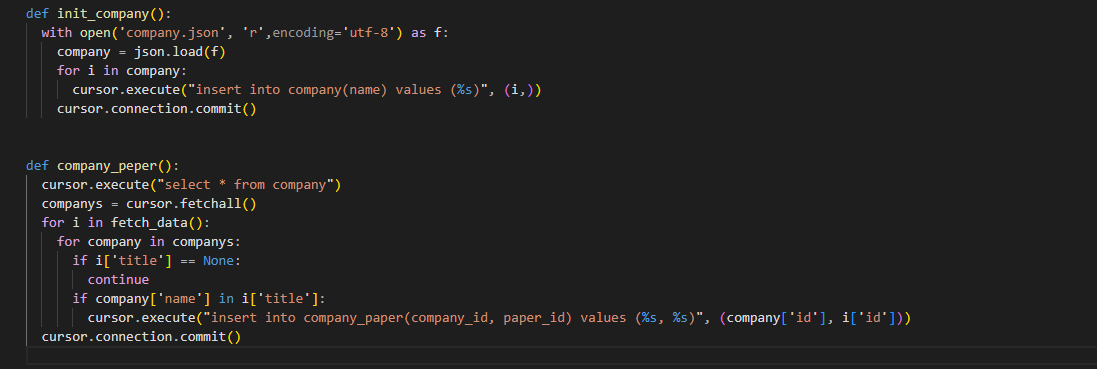 def init_company():
with open('company.json', 'r',encoding='utf-8') as f:
company = json.load(f)
for i in company:
cursor.execute("insert into company(name) values (%s)", (i,))
cursor.connection.commit()
def company_peper():
cursor.execute("select * from company")
companys = cursor.fetchall()
for i in fetch_data():
for company in companys:
if i['title'] == None:
continue
if company['name'] in i['title']:
cursor.execute("insert into company_paper(company_id, paper_id) values (%s, %s)", (company['id'], i['id']))
cursor.connection.commit()